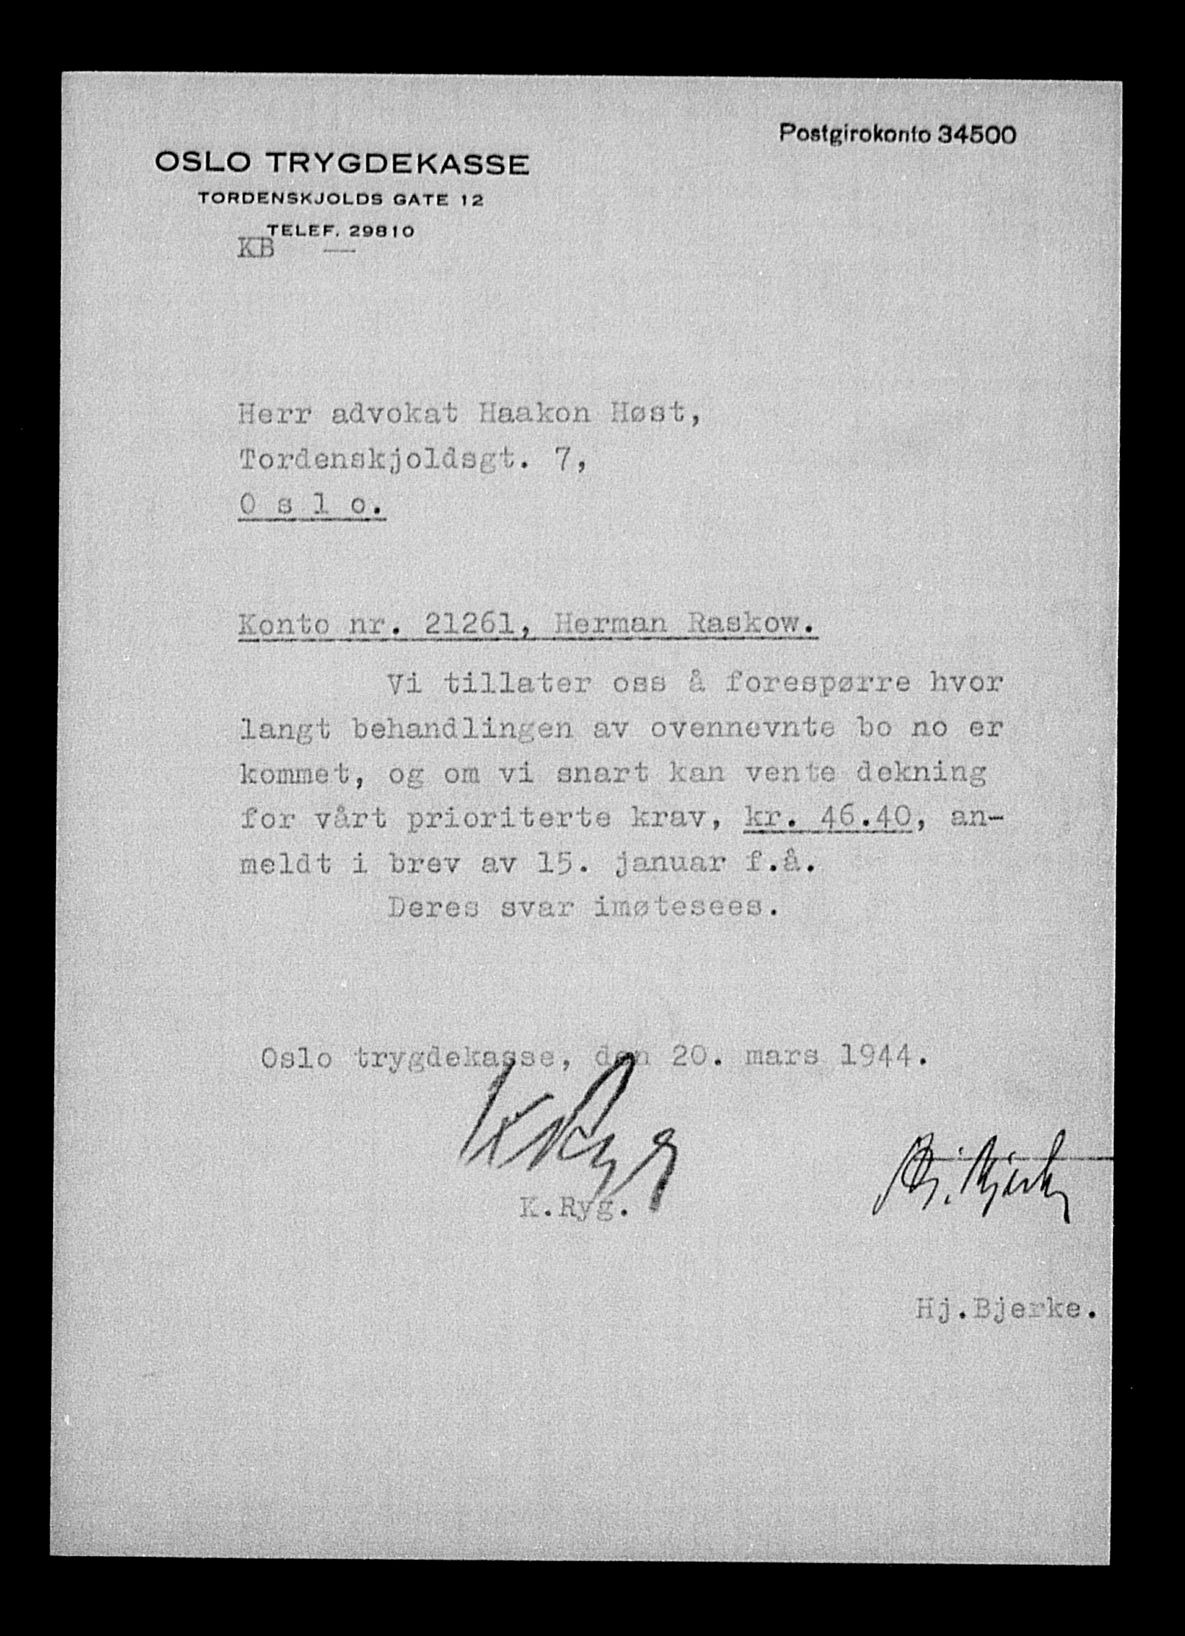 Postgirokonto 34500
OSLO TRYGDEKASSE
TORDENSKJOLDS GATE 12
TELEF. 29810
KB
Herr advokat Haakon Høst,
Tordenskjoldsgt. 7,
O s l o.
Konto nr. 21261, Herman Raskow.
Vi tillater oss å forespørre hvor
langt behandlingen av ovennevnte bo no er
kommet, og om vi snart kan vente dekning
for vårt prioriterte krav, kr. 46.40, an-
meldt i brev av 15. januar f.å.
Deres svar imøtesees.
Oslo trygdekasse, den 20. mars 1944.
K Ryg
Hj. Bjerke
K.Ryg.
Hj.Bjerke.